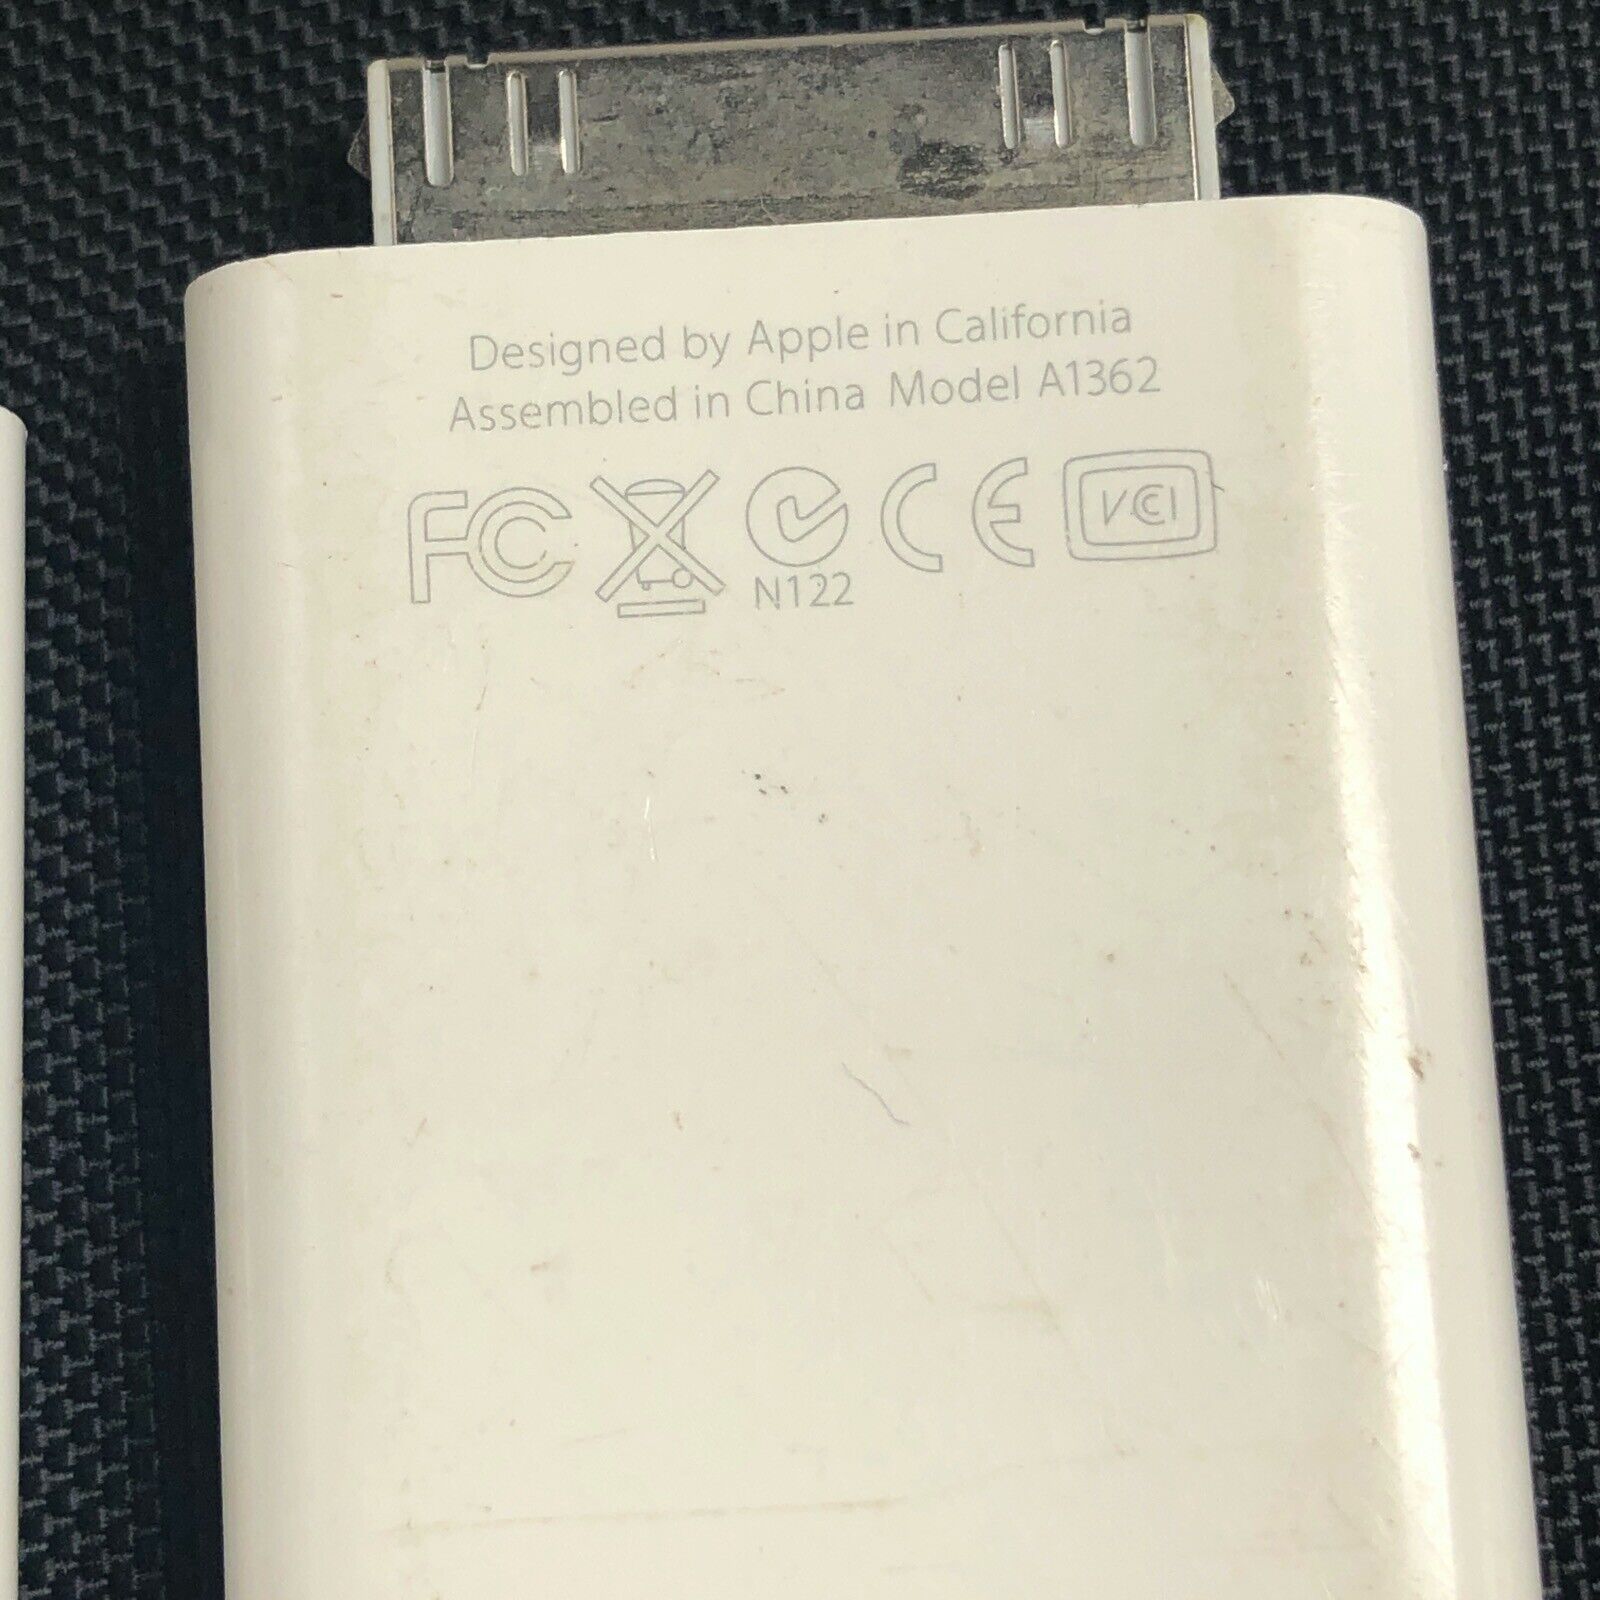 Designed by Apple in California
Assembled in China Model A1362
FC CE VCI
N122